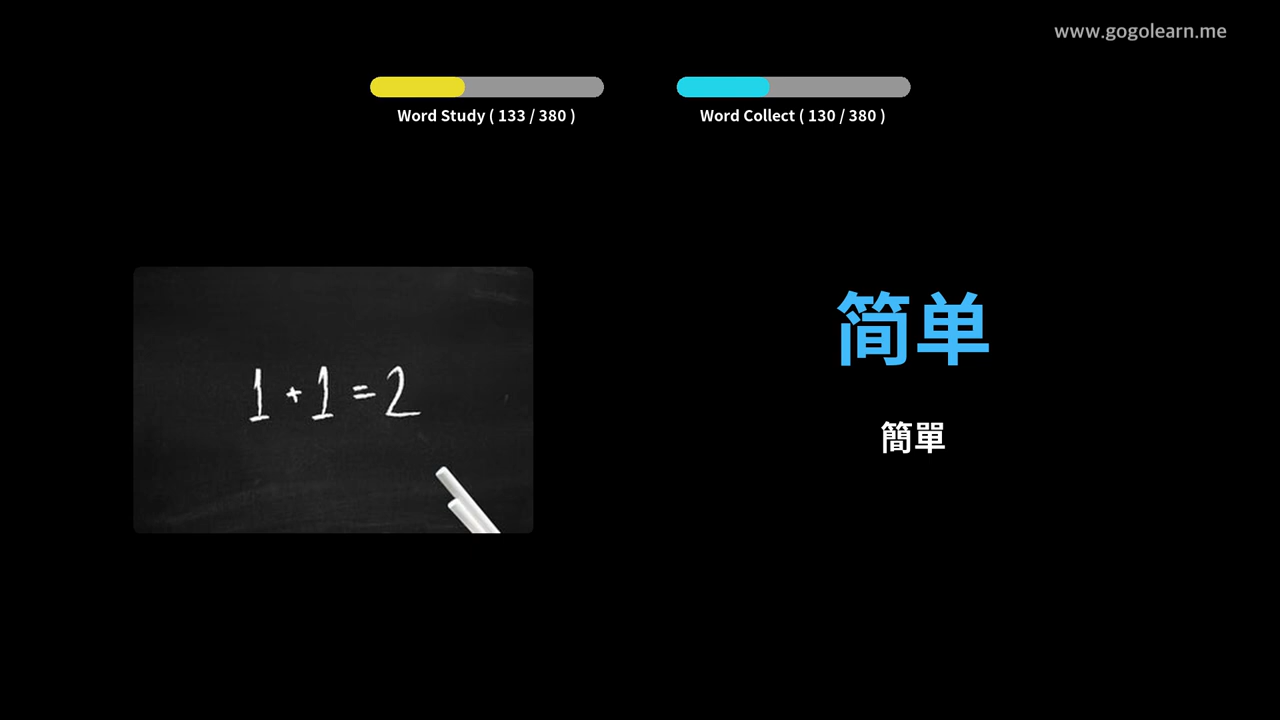 www.gogolearn.me
Word Study ( 133 / 380 )
Word Collect ( 130 / 380 )
1 + 1 = 2
简单
簡單